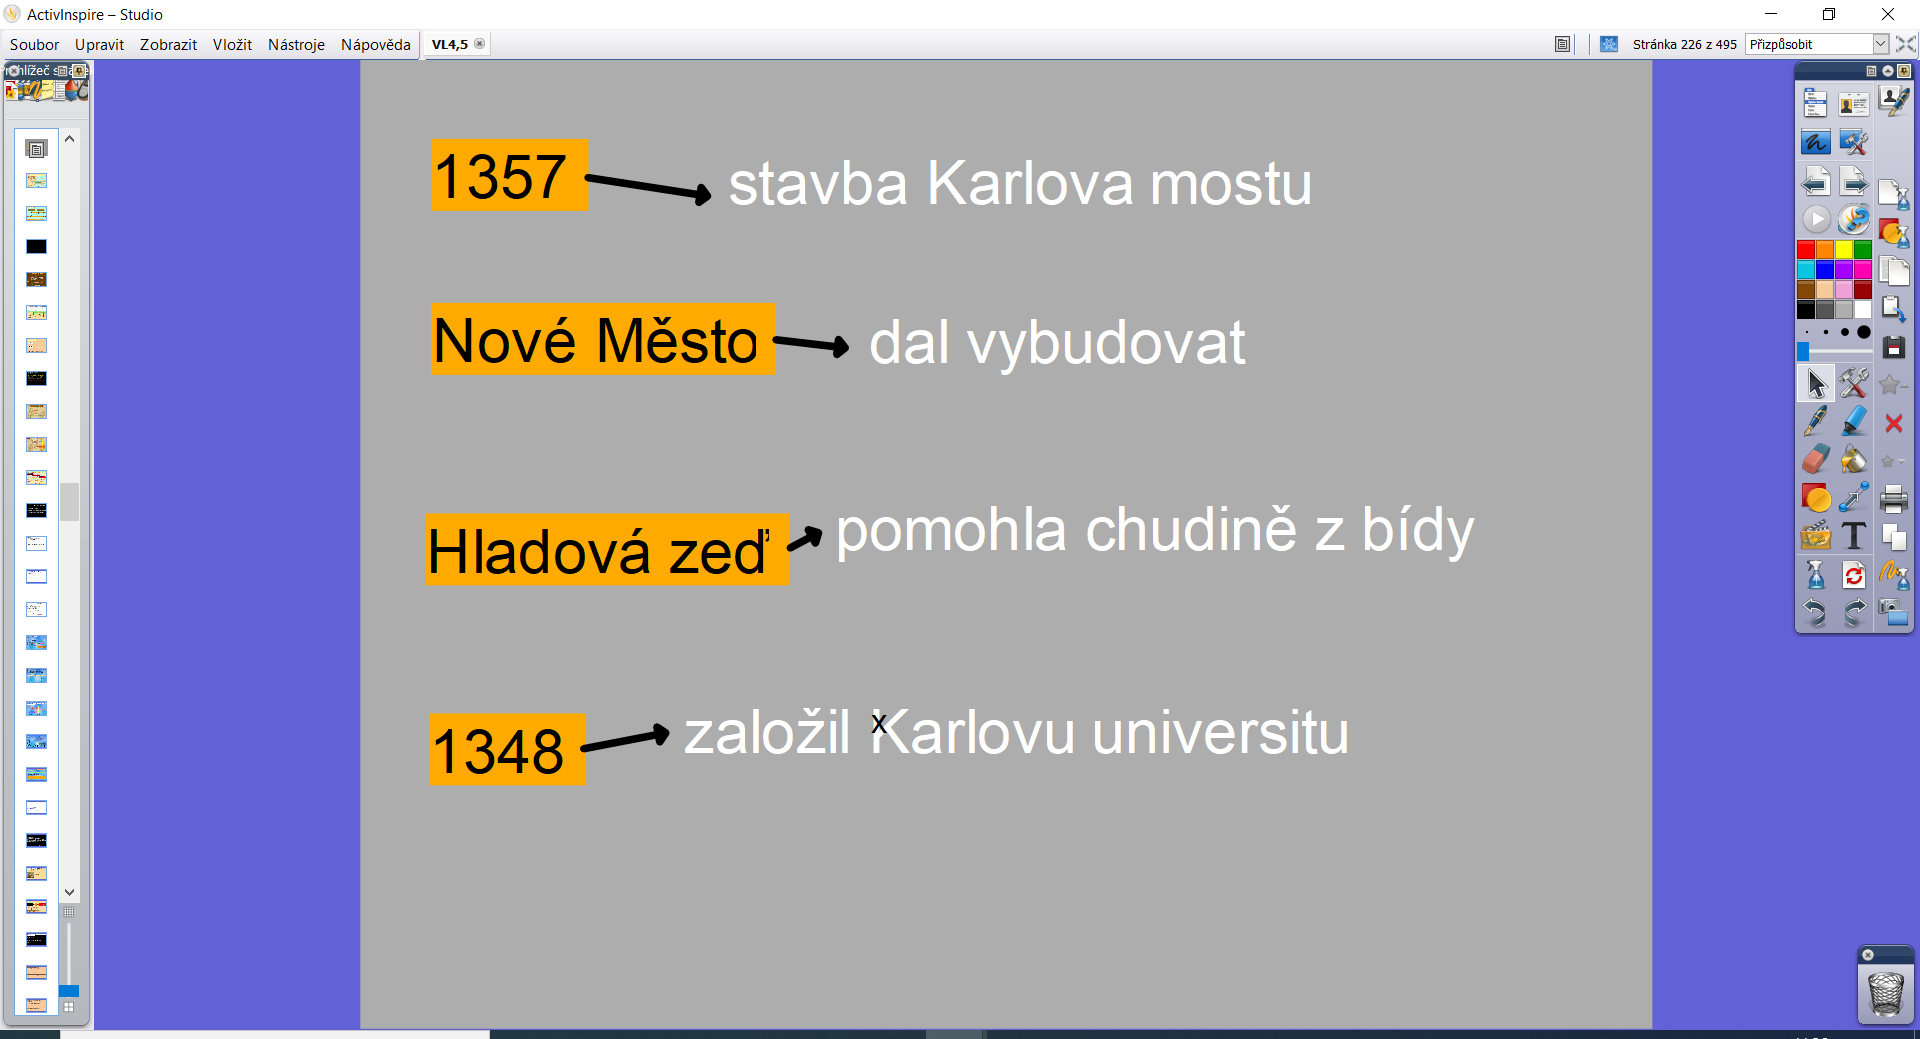 ActivInspire – Studio
Soubor Upravit Zobrazit Vložit Nástroje Nápověda VL4,5
Stránka 226 z 495 Přizpůsobit
1357 stavba Karlova mostu
Nové Město dal vybudovat
Hladová zeď pomohla chudině z bídy
1348 založil Karlovu universitu
x